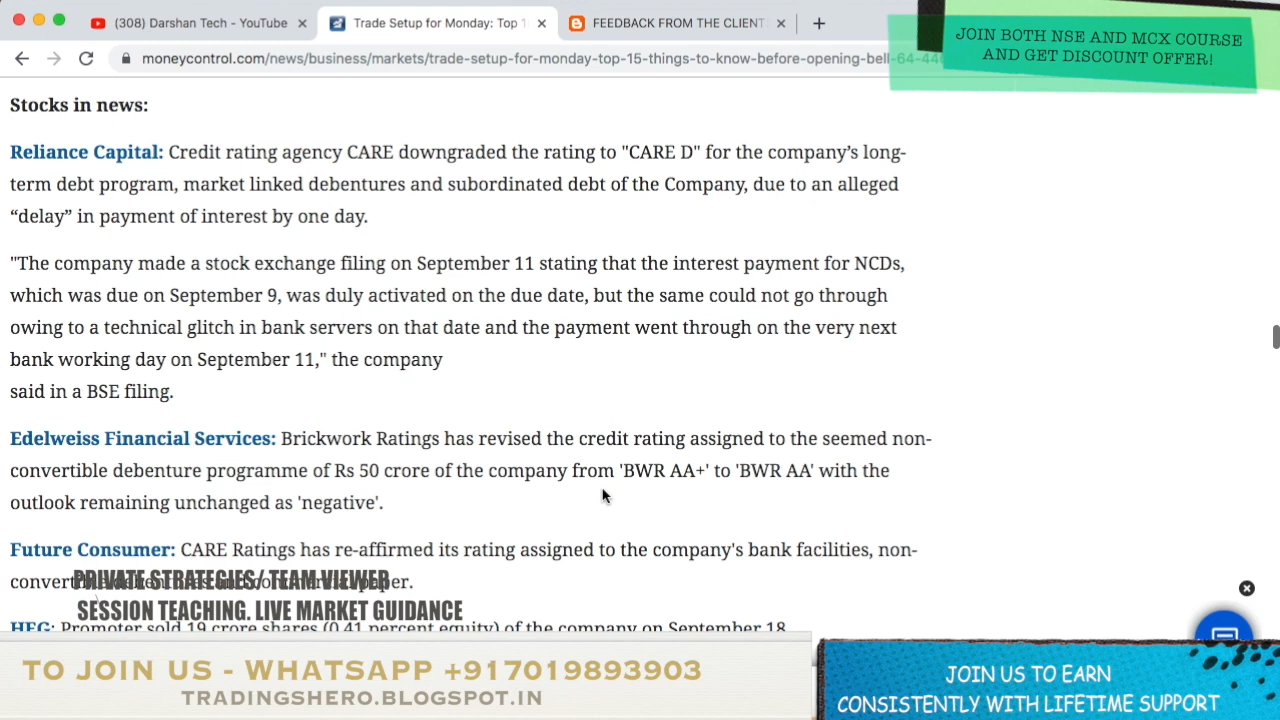 (308) Darshan Tech - YouTube
Trade Setup for Monday: Top 1
FEEDBACK FROM THE CLIENT
moneycontrol.com/news/business/markets/trade-setup-for-monday-top-15-things-to-know-before-opening-bell-64-44
JOIN BOTH NSE AND MCX COURSE
AND GET DISCOUNT OFFER!
Stocks in news:
Reliance Capital: Credit rating agency CARE downgraded the rating to "CARE D" for the company’s long-
term debt program, market linked debentures and subordinated debt of the Company, due to an alleged
“delay” in payment of interest by one day.
"The company made a stock exchange filing on September 11 stating that the interest payment for NCDs,
which was due on September 9, was duly activated on the due date, but the same could not go through
owing to a technical glitch in bank servers on that date and the payment went through on the very next
bank working day on September 11," the company
said in a BSE filing.
Edelweiss Financial Services: Brickwork Ratings has revised the credit rating assigned to the seemed non-
convertible debenture programme of Rs 50 crore of the company from 'BWR AA+' to 'BWR AA' with the
outlook remaining unchanged as 'negative'.
Future Consumer: CARE Ratings has re-affirmed its rating assigned to the company's bank facilities, non-
paper.
PRIVATE STRATEGIES/ TEAM VIEWER
SESSION TEACHING. LIVE MARKET GUIDANCE
HEG: Promoter sold 19 crore shares (0.41 percent equity) of the company on September 18
TO JOIN US - WHATSAPP +917019893903
TRADINGSHERO.BLOGSPOT.IN
JOIN US TO EARN
CONSISTENTLY WITH LIFETIME SUPPORT